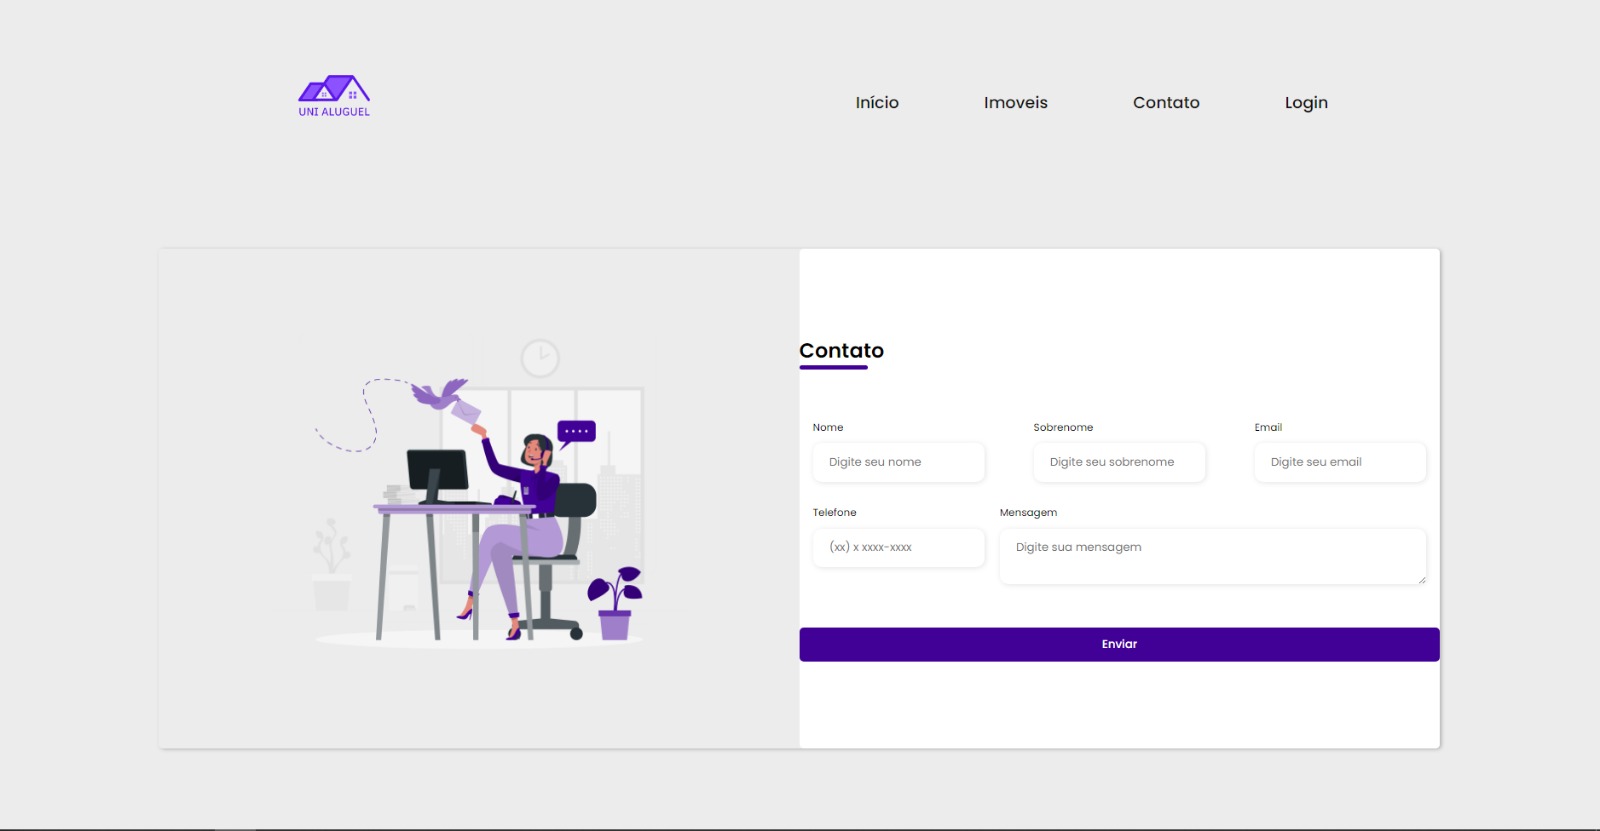 UNI ALUGUEL
Início Imoveis Contato Login
Contato
Nome Sobrenome Email
Digite seu nome Digite seu sobrenome Digite seu email
Telefone Mensagem
(xx) x xxxx-xxxx Digite sua mensagem
Enviar